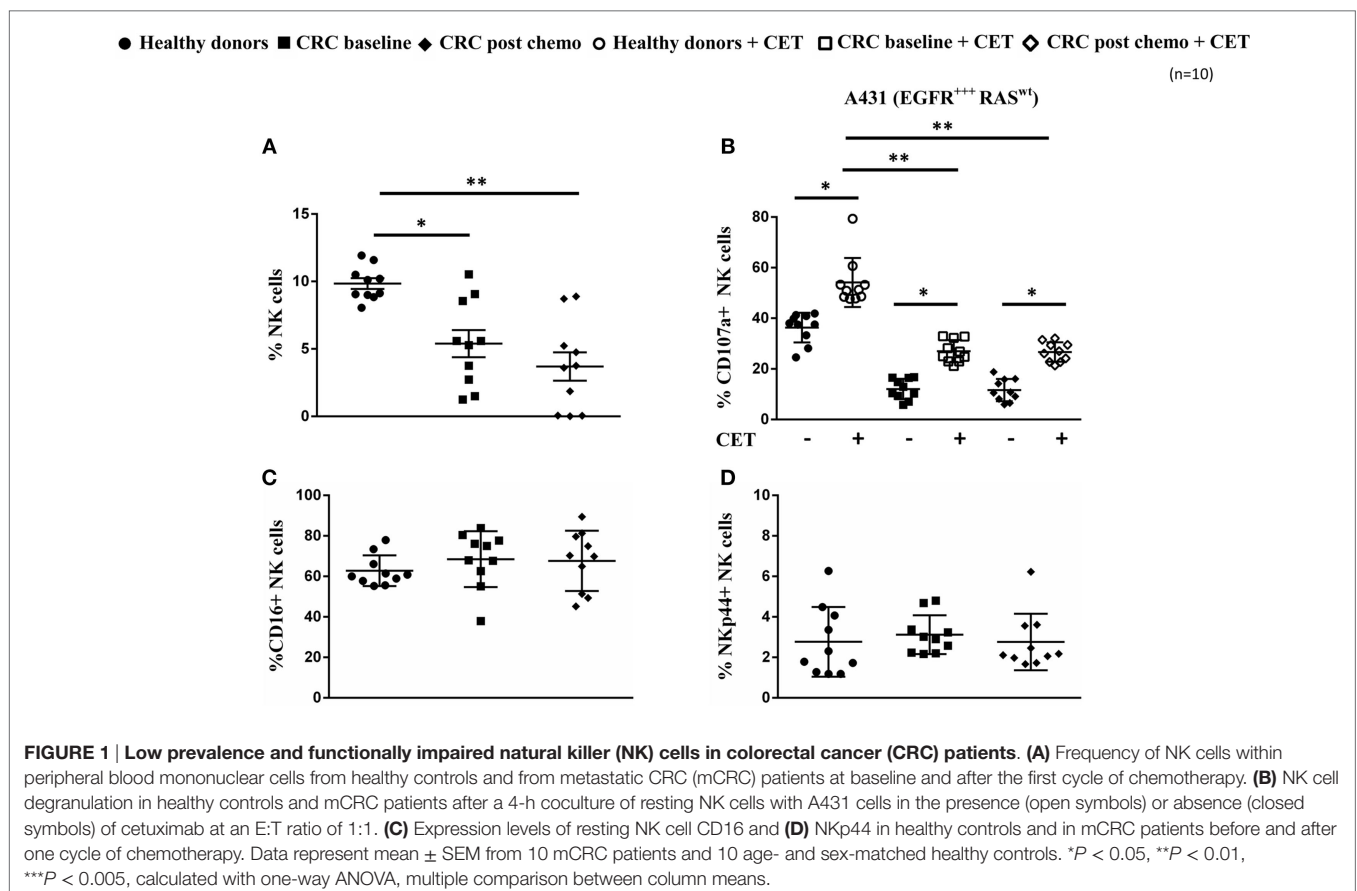 ● Healthy donors ■ CRC baseline ◆ CRC post chemo ○ Healthy donors + CET □ CRC baseline + CET ◇ CRC post chemo + CET
(n=10)
A431 (EGFR+++ RASwt)
A
**
*
% NK cells
15
10
5
0
B
**
**
*
*
*
% CD107a+ NK cells
80
60
40
20
0
CET - + - + - +
C
%CD16+ NK cells
100
80
60
40
20
0
D
% NKp44+ NK cells
10
8
6
4
2
0
FIGURE 1 | Low prevalence and functionally impaired natural killer (NK) cells in colorectal cancer (CRC) patients. (A) Frequency of NK cells within
peripheral blood mononuclear cells from healthy controls and from metastatic CRC (mCRC) patients at baseline and after the first cycle of chemotherapy. (B) NK cell
degranulation in healthy controls and mCRC patients after a 4-h coculture of resting NK cells with A431 cells in the presence (open symbols) or absence (closed
symbols) of cetuximab at an E:T ratio of 1:1. (C) Expression levels of resting NK cell CD16 and (D) NKp44 in healthy controls and in mCRC patients before and after
one cycle of chemotherapy. Data represent mean ± SEM from 10 mCRC patients and 10 age- and sex-matched healthy controls. *P < 0.05, **P < 0.01,
***P < 0.005, calculated with one-way ANOVA, multiple comparison between column means.